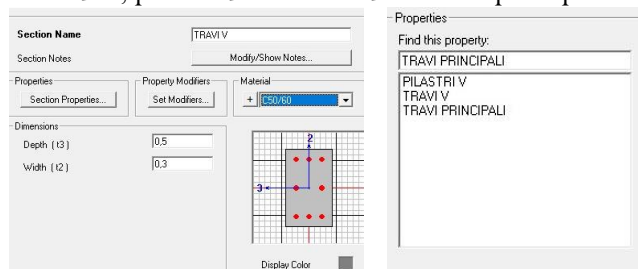 Section Name
TRAVI V
Section Notes
Modify/Show Notes...
Properties
Section Properties...
Property Modifiers
Set Modifiers...
Material
+
C50/60
Dimensions
Depth ( t3 )
0,5
Width ( t2 )
0,3
2
3
Display Color
Properties
Find this property:
TRAVI PRINCIPALI
PILASTRI V
TRAVI V
TRAVI PRINCIPALI